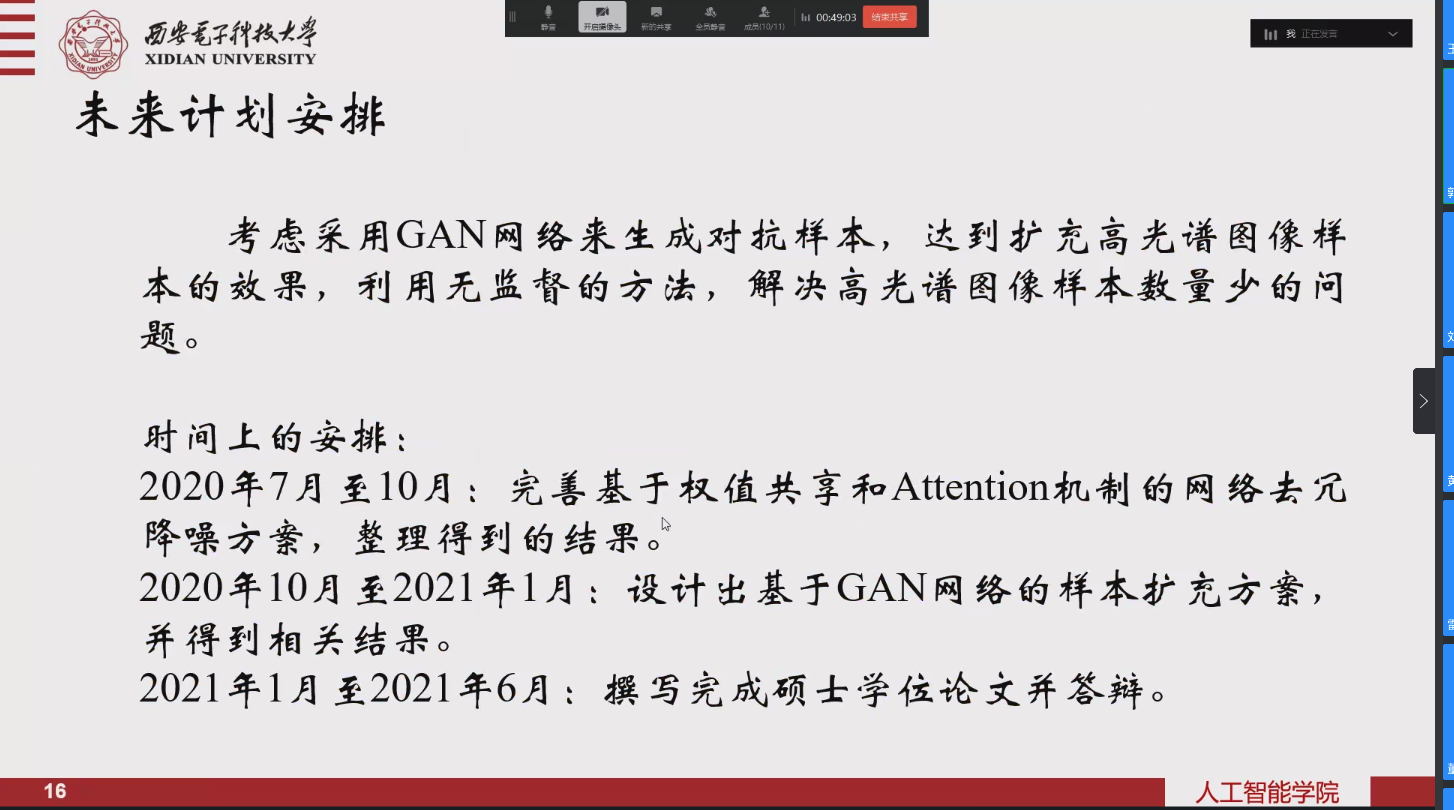 西安电子科技大学
XIDIAN UNIVERSITY
静音
开启摄像头
新的共享
全员静音
成员(10/11)
00:49:03
结束共享
我 正在发言
未来计划安排
考虑采用GAN网络来生成对抗样本，达到扩充高光谱图像样
本的效果，利用无监督的方法，解决高光谱图像样本数量少的问
题。
时间上的安排：
2020年7月至10月：完善基于权值共享和Attention机制的网络去冗
降噪方案，整理得到的结果。
2020年10月至2021年1月：设计出基于GAN网络的样本扩充方案，
并得到相关结果。
2021年1月至2021年6月：撰写完成硕士学位论文并答辩。
16
人工智能学院